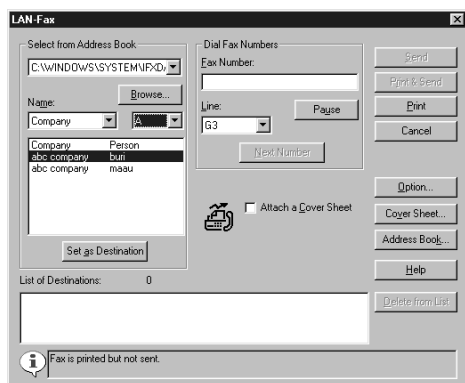 LAN-Fax
Select from Address Book
C:\WINDOWS\SYSTEM\IFXD
Browse...
Name:
Company
A
Company Person
abc company buri
abc company maau
Set as Destination
Dial Fax Numbers
Fax Number:
Line:
Pause
G3
Next Number
Attach a Cover Sheet
Send
Print & Send
Print
Cancel
Option...
Cover Sheet...
Address Book...
Help
Delete from List
List of Destinations: 0
Fax is printed but not sent.